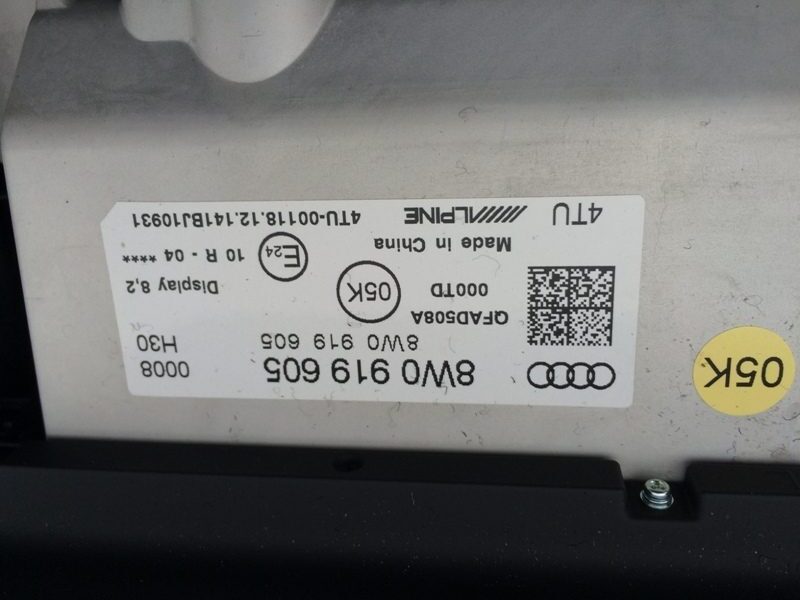 8W0 919 605
0008
8W0 919 605
H30
QFAD508A
000TD
05K
Display 8,2
Made in China
E24
10 R - 04 ****
4TU
ALPINE
4TU-00118.12.141BJ10931
05K